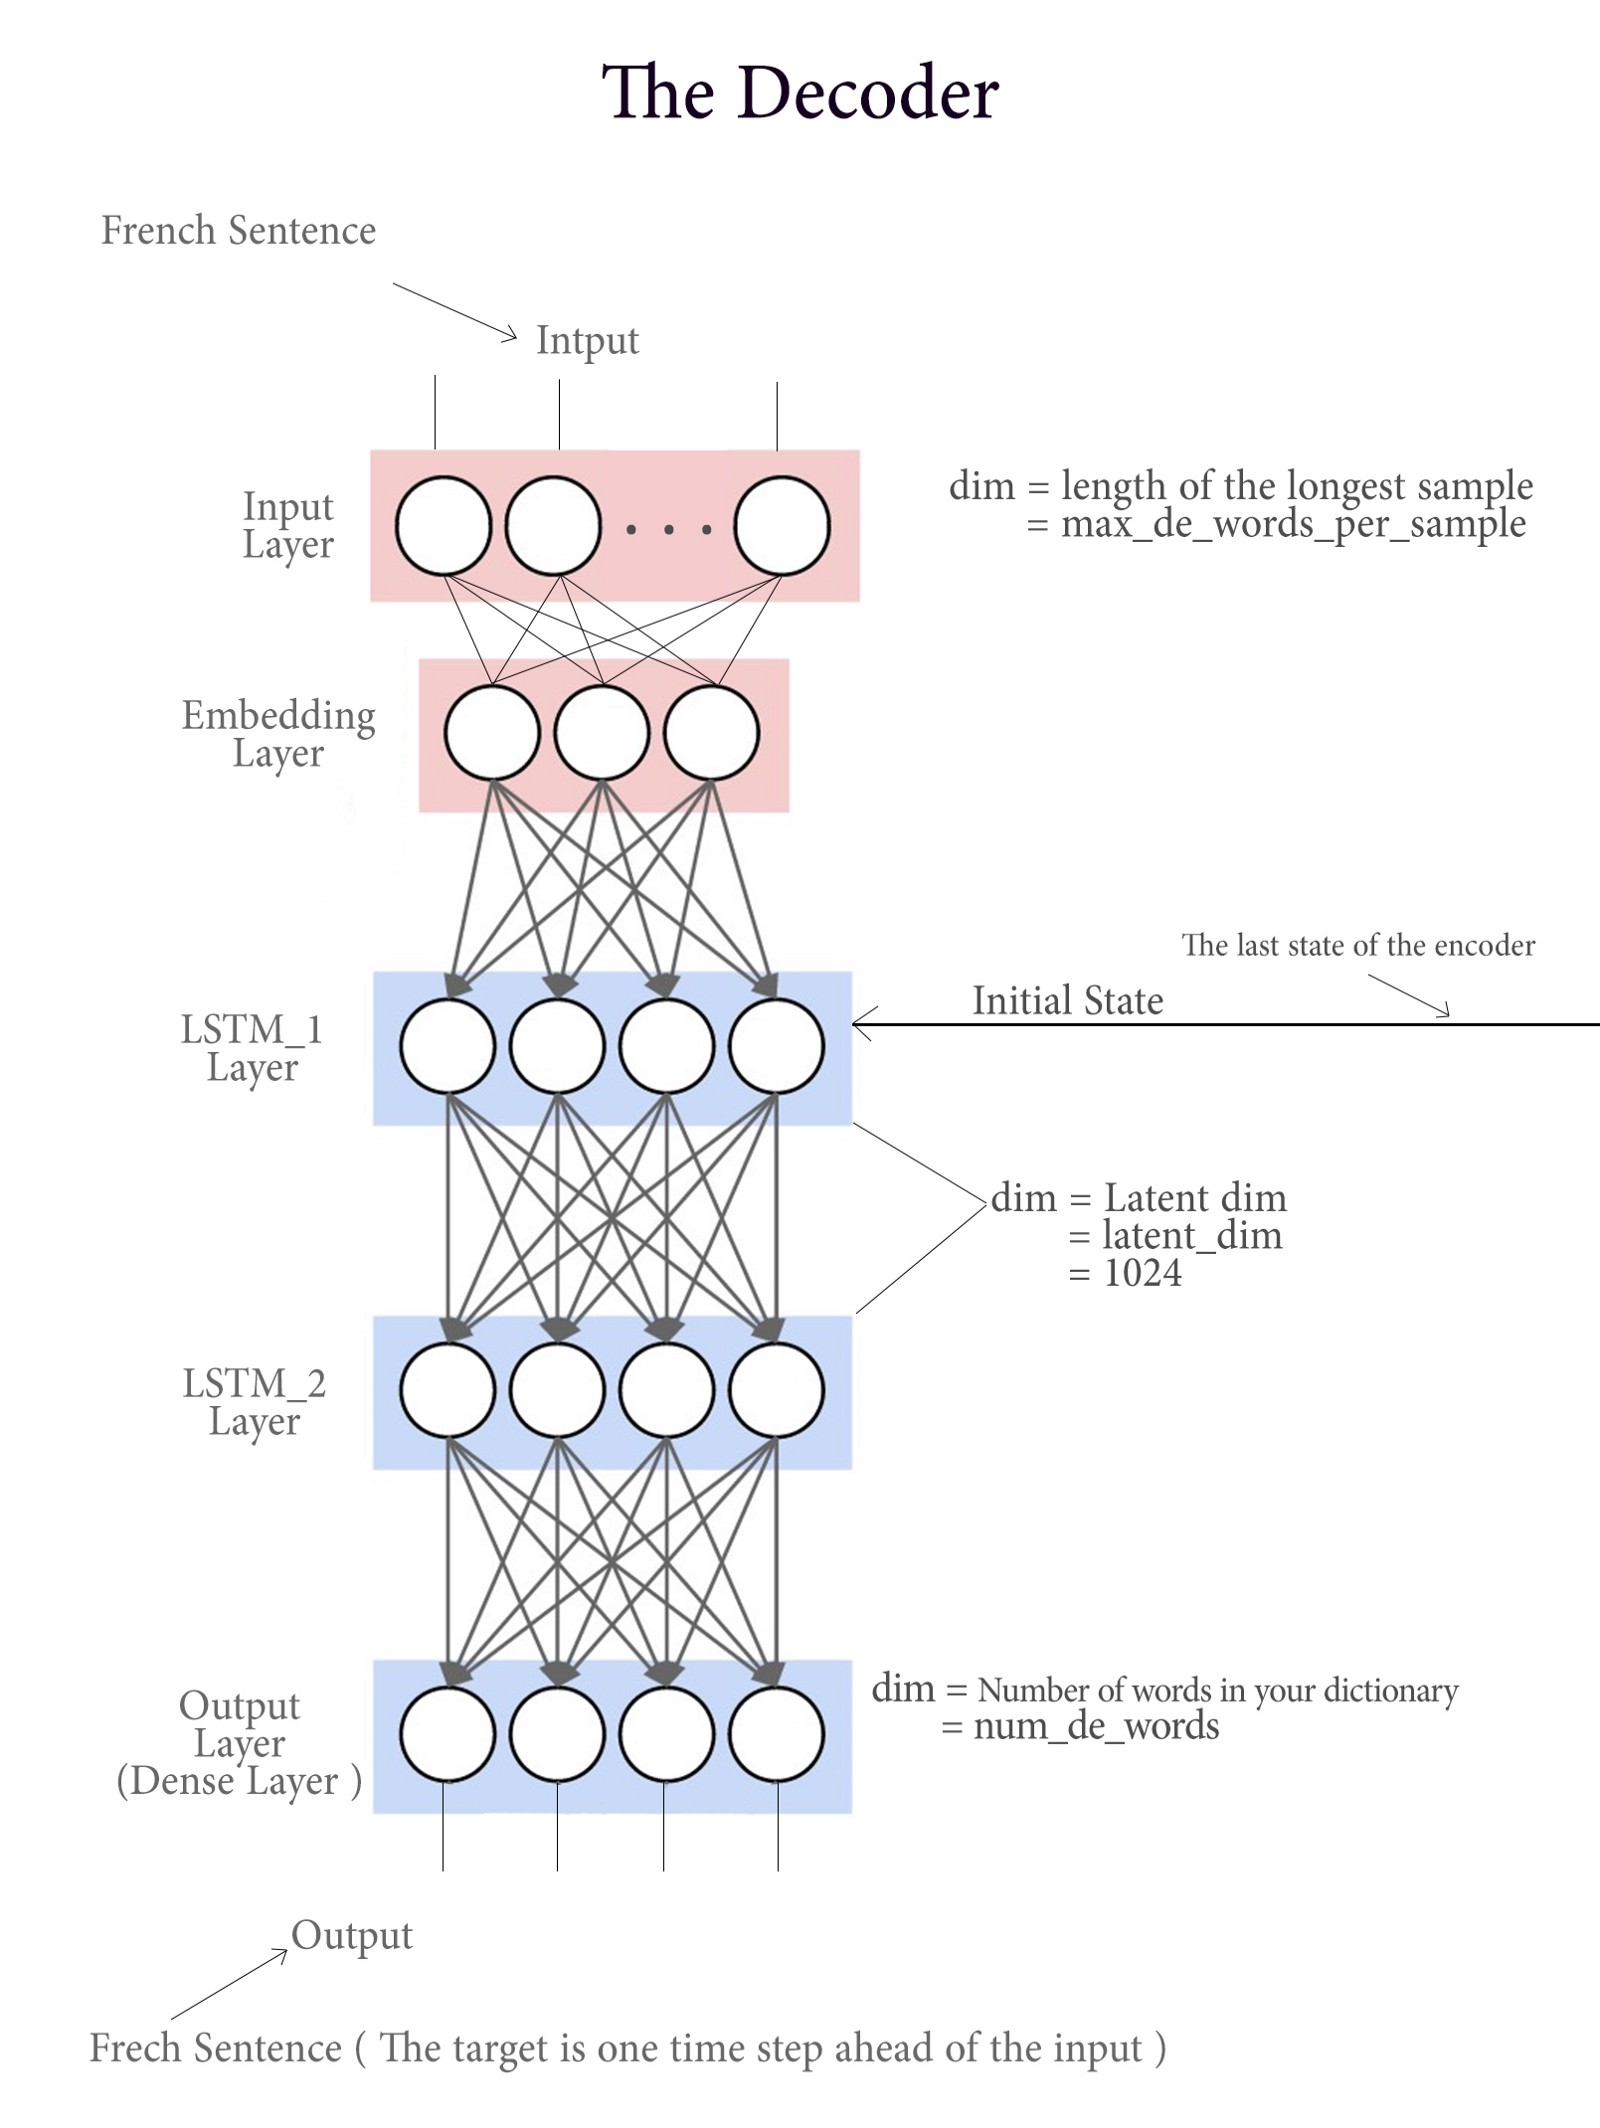 The Decoder
French Sentence
Intput
Input
Layer
dim = length of the longest sample
= max_de_words_per_sample
Embedding
Layer
The last state of the encoder
Initial State
LSTM_1
Layer
dim = Latent dim
= latent_dim
= 1024
LSTM_2
Layer
Output
Layer
(Dense Layer )
dim = Number of words in your dictionary
= num_de_words
Output
Frech Sentence ( The target is one time step ahead of the input )